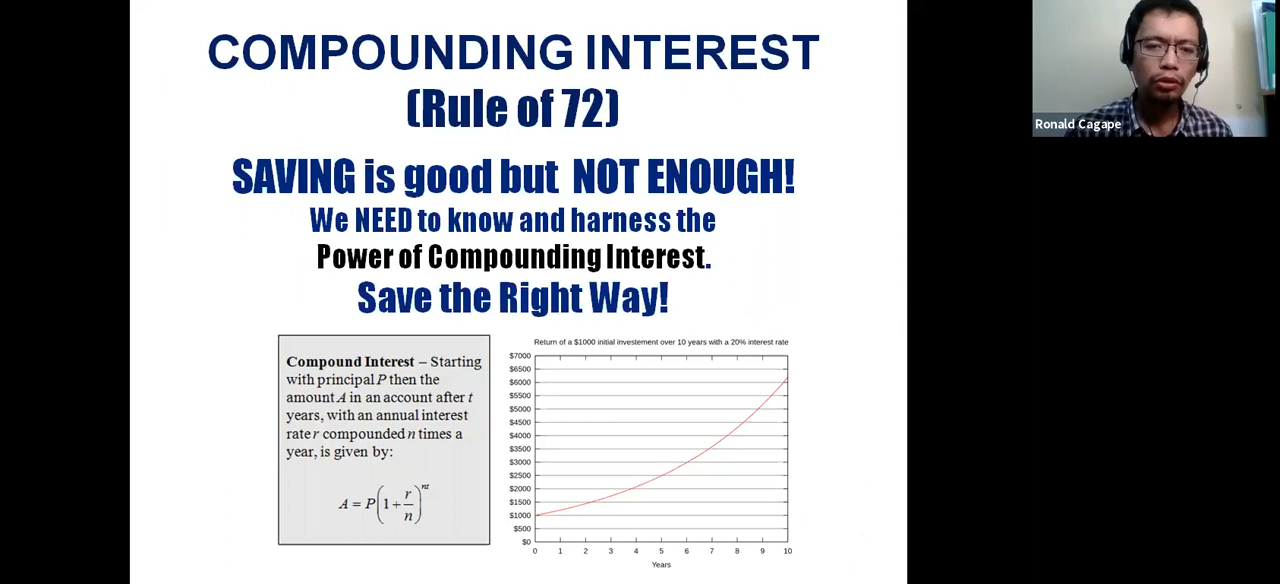 COMPOUNDING INTEREST
(Rule of 72)
SAVING is good but NOT ENOUGH!
We NEED to know and harness the
Power of Compounding Interest.
Save the Right Way!
Compound Interest – Starting
with principal P then the
amount A in an account after t
years, with an annual interest
rate r compounded n times a
year, is given by:
A = P(1 + r/n)^nt
Return of a $1000 initial investement over 10 years with a 20% interest rate
$7000
$6500
$6000
$5500
$5000
$4500
$4000
$3500
$3000
$2500
$2000
$1500
$1000
$500
$0
0 1 2 3 4 5 6 7 8 9 10
Years
Ronald Cagape